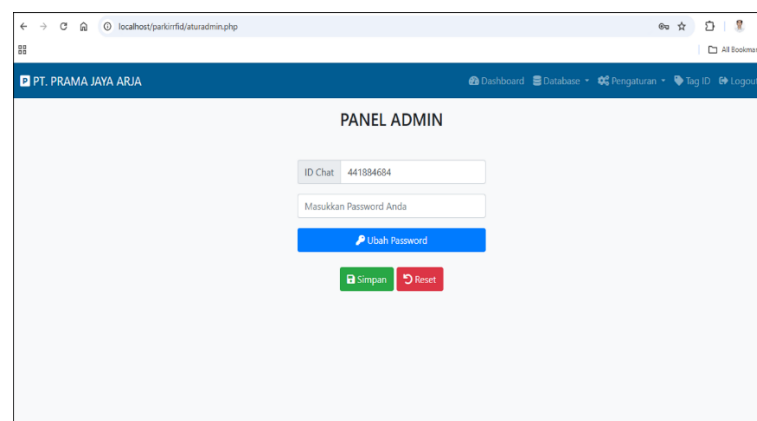 localhost/parkirrfid/aturadmin.php
All Bookmar
P PT. PRAMA JAYA ARJA
Dashboard Database Pengaturan Tag ID Logout
PANEL ADMIN
ID Chat 441884684
Masukkan Password Anda
Ubah Password
Simpan Reset